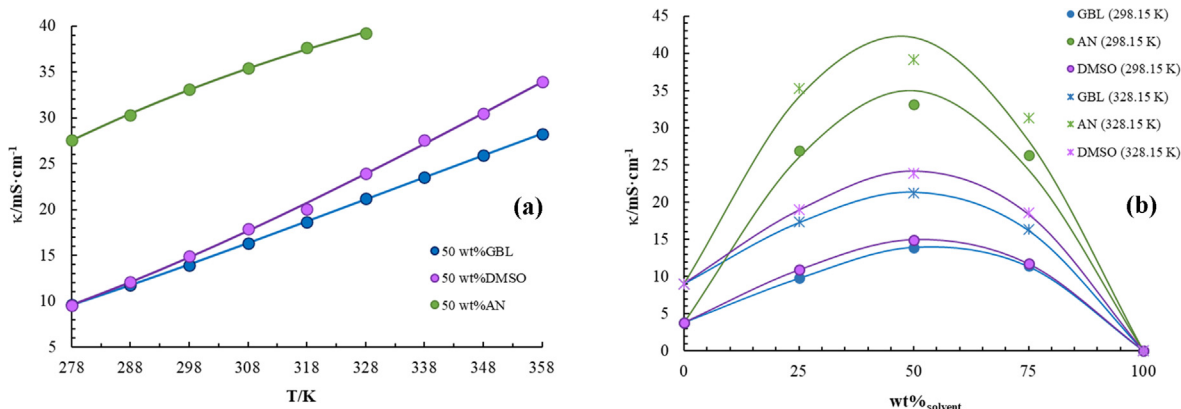 40
35
30
25
20
15
10
5
κ/mS·cm⁻¹
278 288 298 308 318 328 338 348 358
T/K
(a)
50 wt%GBL
50 wt%DMSO
50 wt%AN
45
40
35
30
25
20
15
10
5
0
κ/mS·cm⁻¹
0 25 50 75 100
wt%solvent
(b)
GBL (298.15 K)
AN (298.15 K)
DMSO (298.15 K)
GBL (328.15 K)
AN (328.15 K)
DMSO (328.15 K)